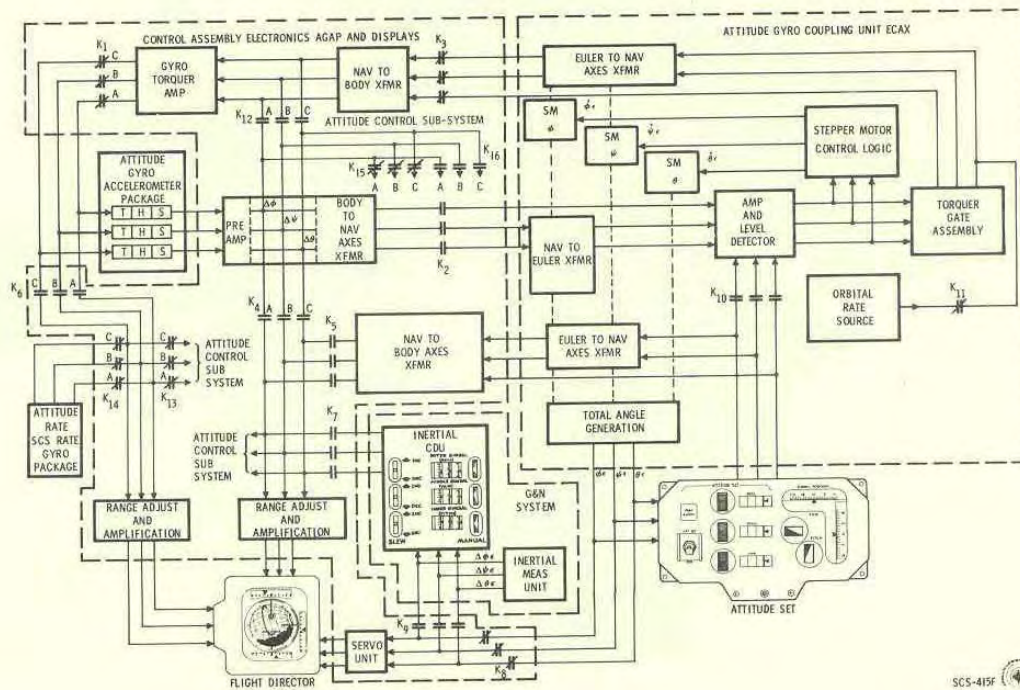 CONTROL ASSEMBLY ELECTRONICS AGAP AND DISPLAYS
ATTITUDE GYRO COUPLING UNIT ECAX
K1
C
B
A
GYRO
TORQUER
AMP
NAV TO
BODY XFMR
K3
EULER TO NAV
AXES XFMR
K12
A
B
C
ATTITUDE CONTROL SUB-SYSTEM
K15
K16
A B C A B C
SM
ϕ
SM
ψ
SM
θ
STEPPER MOTOR
CONTROL LOGIC
ATTITUDE
GYRO
ACCELEROMETER
PACKAGE
T H S
T H S
T H S
PRE
AMP
Δϕ
Δψ
Δθ
BODY
TO
NAV
AXES
XFMR
K2
NAV TO
EULER XFMR
AMP
AND
LEVEL
DETECTOR
TORQUER
GATE
ASSEMBLY
K6
C
B
A
K4
A
B
C
K5
NAV TO
BODY AXES
XFMR
EULER TO NAV
AXES XFMR
K10
ORBITAL
RATE
SOURCE
K11
C
B
A
C
B
A
K14
K13
ATTITUDE
CONTROL
SUB
SYSTEM
ATTITUDE
RATE
SCS RATE
GYRO
PACKAGE
ATTITUDE
CONTROL
SUB
SYSTEM
K7
INERTIAL
CDU
SLEW
MANUAL
G&N
SYSTEM
TOTAL ANGLE
GENERATION
RANGE ADJUST
AND
AMPLIFICATION
RANGE ADJUST
AND
AMPLIFICATION
INERTIAL
MEAS
UNIT
ATTITUDE SET
ATTITUDE SET
K9
K8
SERVO
UNIT
FLIGHT DIRECTOR
SCS-415F